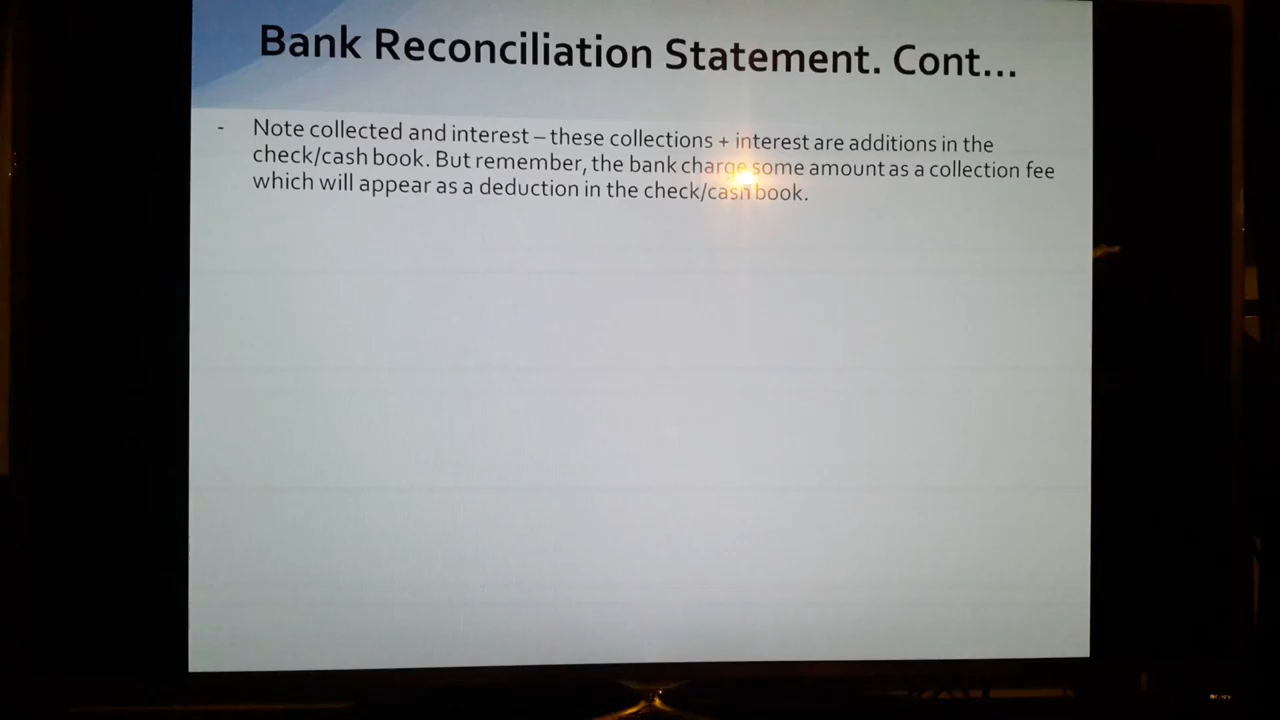 Bank Reconciliation Statement. Cont...
- Note collected and interest – these collections + interest are additions in the
check/cash book. But remember, the bank charge some amount as a collection fee
which will appear as a deduction in the check/cash book.
SONY